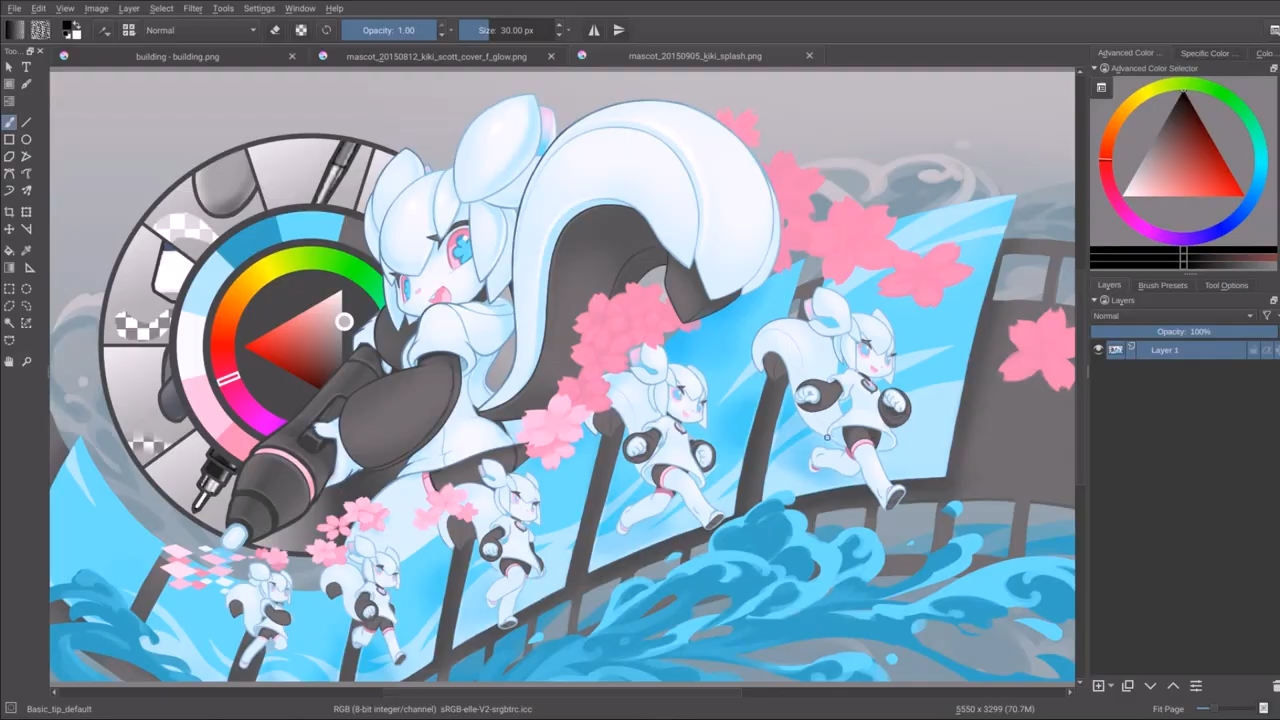 File Edit View Image Layer Select Filter Tools Settings Window Help
Normal Opacity: 1.00 Size: 30.00 px
Too...
building - building.png mascot_20150812_kiki_scott_cover_f_glow.png mascot_20150905_kiki_splash.png
Advanced Color ... Specific Color ... Colo...
Advanced Color Selector
Layers Brush Presets Tool Options
Layers
Normal
Opacity: 100%
Layer 1
Basic_tip_default RGB (8-bit integer/channel) sRGB-elle-V2-srgbtrc.icc 5550 x 3299 (70.7M) Fit Page